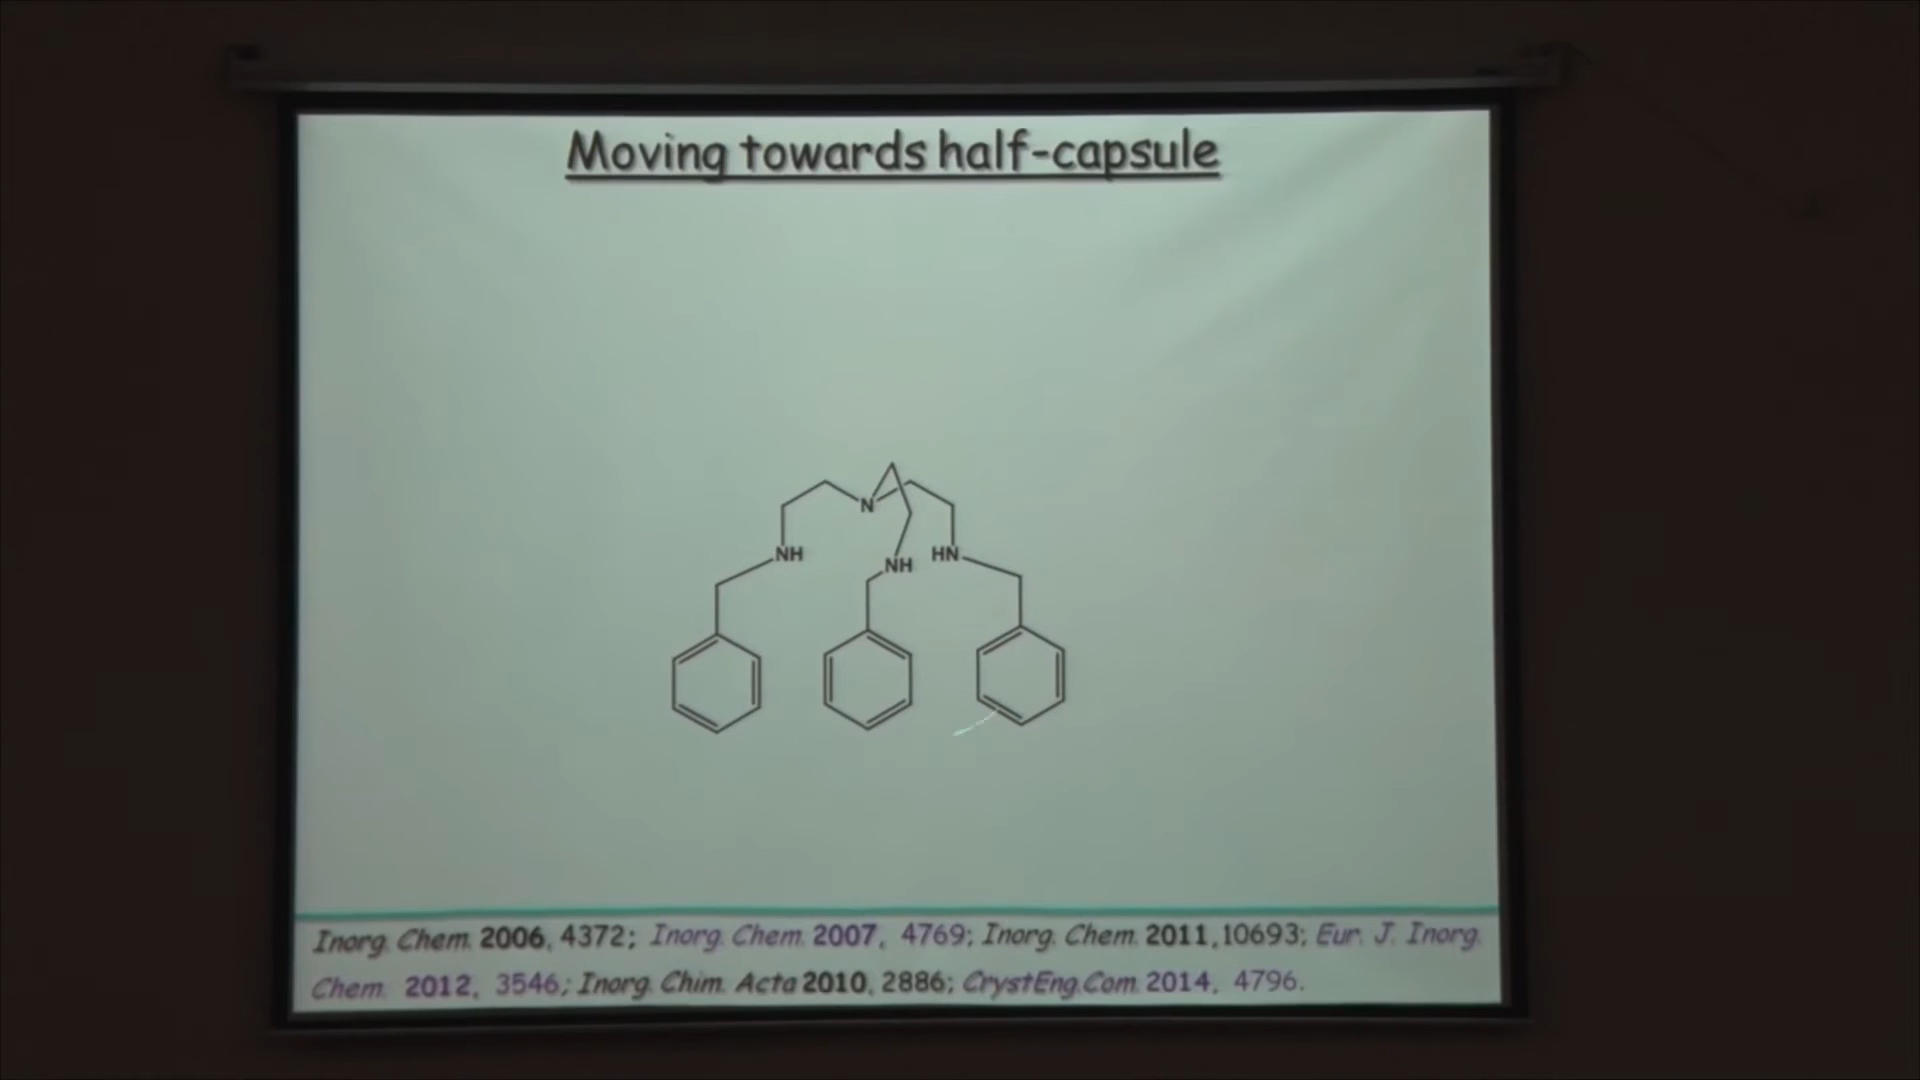 Moving towards half-capsule
N
NH
NH
HN
Inorg. Chem. 2006, 4372; Inorg. Chem. 2007, 4769; Inorg. Chem. 2011,10693; Eur. J. Inorg.
Chem. 2012, 3546; Inorg. Chim. Acta 2010, 2886; CrystEng.Com. 2014, 4796.